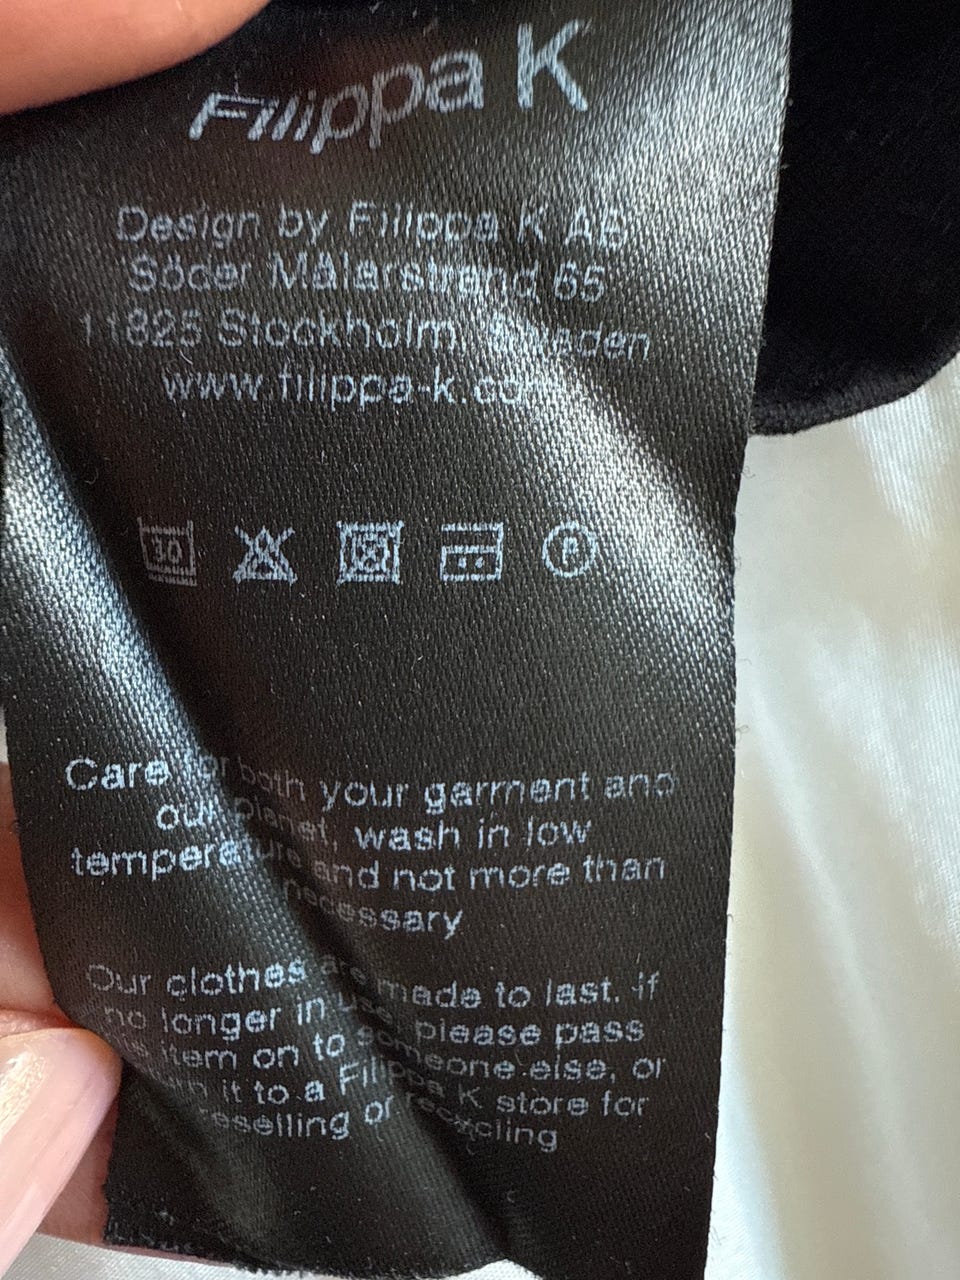 Filippa K
Design by Filippa K AB
Söder Mälarstrand 65
11825 Stockholm, Sweden
www.filippa-k.com
30 P
Care for both your garment and
our planet, wash in low
temperature and not more than
necessary
Our clothes are made to last. If
no longer in use, please pass
item on to someone else, or
it to a Filippa K store for
reselling or recycling